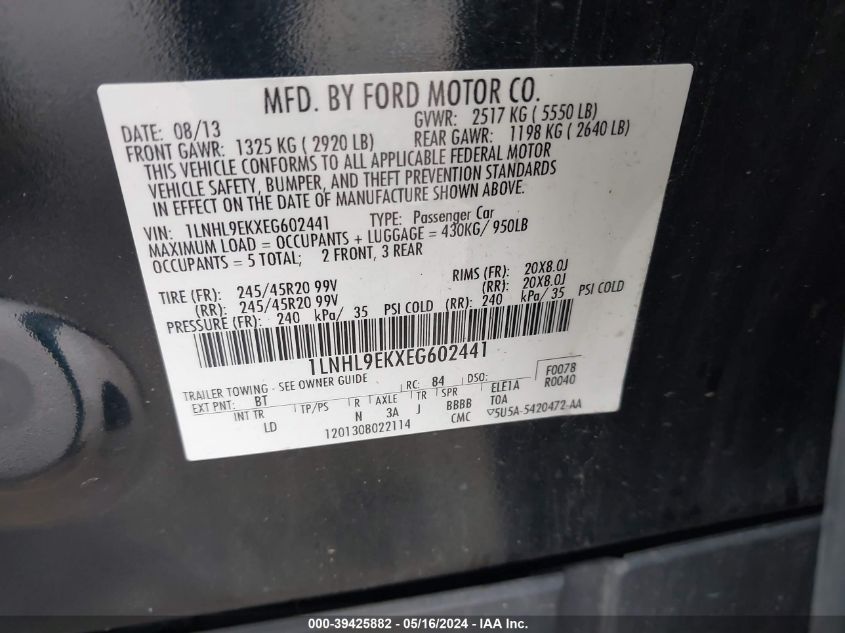 MFD. BY FORD MOTOR CO.
DATE: 08/13 GVWR: 2517 KG ( 5550 LB)
FRONT GAWR: 1325 KG ( 2920 LB) REAR GAWR: 1198 KG ( 2640 LB)
THIS VEHICLE CONFORMS TO ALL APPLICABLE FEDERAL MOTOR
VEHICLE SAFETY, BUMPER, AND THEFT PREVENTION STANDARDS
IN EFFECT ON THE DATE OF MANUFACTURE SHOWN ABOVE.
VIN: 1LNHL9EKXEG602441 TYPE: Passenger Car
MAXIMUM LOAD = OCCUPANTS + LUGGAGE = 430KG/ 950LB
OCCUPANTS = 5 TOTAL; 2 FRONT, 3 REAR
TIRE (FR): 245/45R20 99V RIMS (FR): 20X8.0J
(RR): 245/45R20 99V (RR): 20X8.0J
PRESSURE (FR): 240 kPa/ 35 PSI COLD (RR): 240 kPa/ 35 PSI COLD
1LNHL9EKXEG602441
TRAILER TOWING - SEE OWNER GUIDE F0078
EXT PNT: BT RC: 84 DSO: R0040
INT TR TP/PS R AXLE TR SPR ELE1A
LD N 3A J BBBB T0A
1201308022114 CMC ▽5U5A-5420472-AA
000-39425882 - 05/16/2024 - IAA Inc.